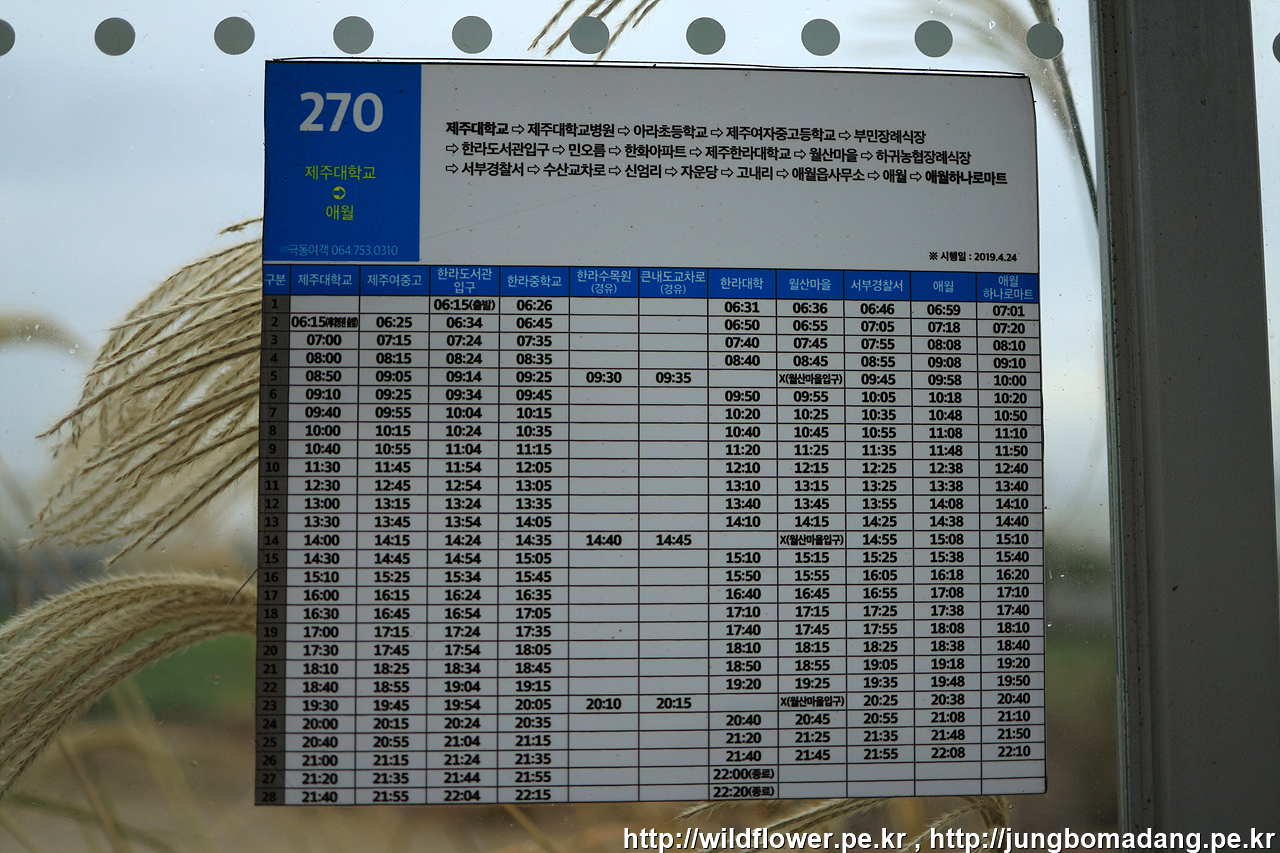 270
제주대학교
➲
애월
극동여객 064.753.0310
제주대학교 ⇨ 제주대학교병원 ⇨ 아라초등학교 ⇨ 제주여자중고등학교 ⇨ 부민장례식장
⇨ 한라도서관입구 ⇨ 민오름 ⇨ 한화아파트 ⇨ 제주한라대학교 ⇨ 월산마을 ⇨ 하귀농협장례식장
⇨ 서부경찰서 ⇨ 수산교차로 ⇨ 신엄리 ⇨ 자운당 ⇨ 고내리 ⇨ 애월읍사무소 ⇨ 애월 ⇨ 애월하나로마트
※ 시행일 : 2019.4.24
구분 제주대학교 제주여중고 한라도서관 입구 한라중학교 한라수목원 (경유) 큰내도교차로 (경유) 한라대학 월산마을 서부경찰서 애월 애월 하나로마트
1 06:15(출발) 06:26 06:31 06:36 06:46 06:59 07:01
2 06:15 06:25 06:34 06:45 06:50 06:55 07:05 07:18 07:20
3 07:00 07:15 07:24 07:35 07:40 07:45 07:55 08:08 08:10
4 08:00 08:15 08:24 08:35 08:40 08:45 08:55 09:08 09:10
5 08:50 09:05 09:14 09:25 09:30 09:35 X(월산마을입구) 09:45 09:58 10:00
6 09:10 09:25 09:34 09:45 09:50 09:55 10:05 10:18 10:20
7 09:40 09:55 10:04 10:15 10:20 10:25 10:35 10:48 10:50
8 10:00 10:15 10:24 10:35 10:40 10:45 10:55 11:08 11:10
9 10:40 10:55 11:04 11:15 11:20 11:25 11:35 11:48 11:50
10 11:30 11:45 11:54 12:05 12:10 12:15 12:25 12:38 12:40
11 12:30 12:45 12:54 13:05 13:10 13:15 13:25 13:38 13:40
12 13:00 13:15 13:24 13:35 13:40 13:45 13:55 14:08 14:10
13 13:30 13:45 13:54 14:05 14:10 14:15 14:25 14:38 14:40
14 14:00 14:15 14:24 14:35 14:40 14:45 X(월산마을입구) 14:55 15:08 15:10
15 14:30 14:45 14:54 15:05 15:10 15:15 15:25 15:38 15:40
16 15:10 15:25 15:34 15:45 15:50 15:55 16:05 16:18 16:20
17 16:00 16:15 16:24 16:35 16:40 16:45 16:55 17:08 17:10
18 16:30 16:45 16:54 17:05 17:10 17:15 17:25 17:38 17:40
19 17:00 17:15 17:24 17:35 17:40 17:45 17:55 18:08 18:10
20 17:30 17:45 17:54 18:05 18:10 18:15 18:25 18:38 18:40
21 18:10 18:25 18:34 18:45 18:50 18:55 19:05 19:18 19:20
22 18:40 18:55 19:04 19:15 19:20 19:25 19:35 19:48 19:50
23 19:30 19:45 19:54 20:05 20:10 20:15 X(월산마을입구) 20:25 20:38 20:40
24 20:00 20:15 20:24 20:35 20:40 20:45 20:55 21:08 21:10
25 20:40 20:55 21:04 21:15 21:20 21:25 21:35 21:48 21:50
26 21:00 21:15 21:24 21:35 21:40 21:45 21:55 22:08 22:10
27 21:20 21:35 21:44 21:55 22:00(종료)
28 21:40 21:55 22:04 22:15 22:20(종료)
http://wildflower.pe.kr , http://jungbomadang.pe.kr